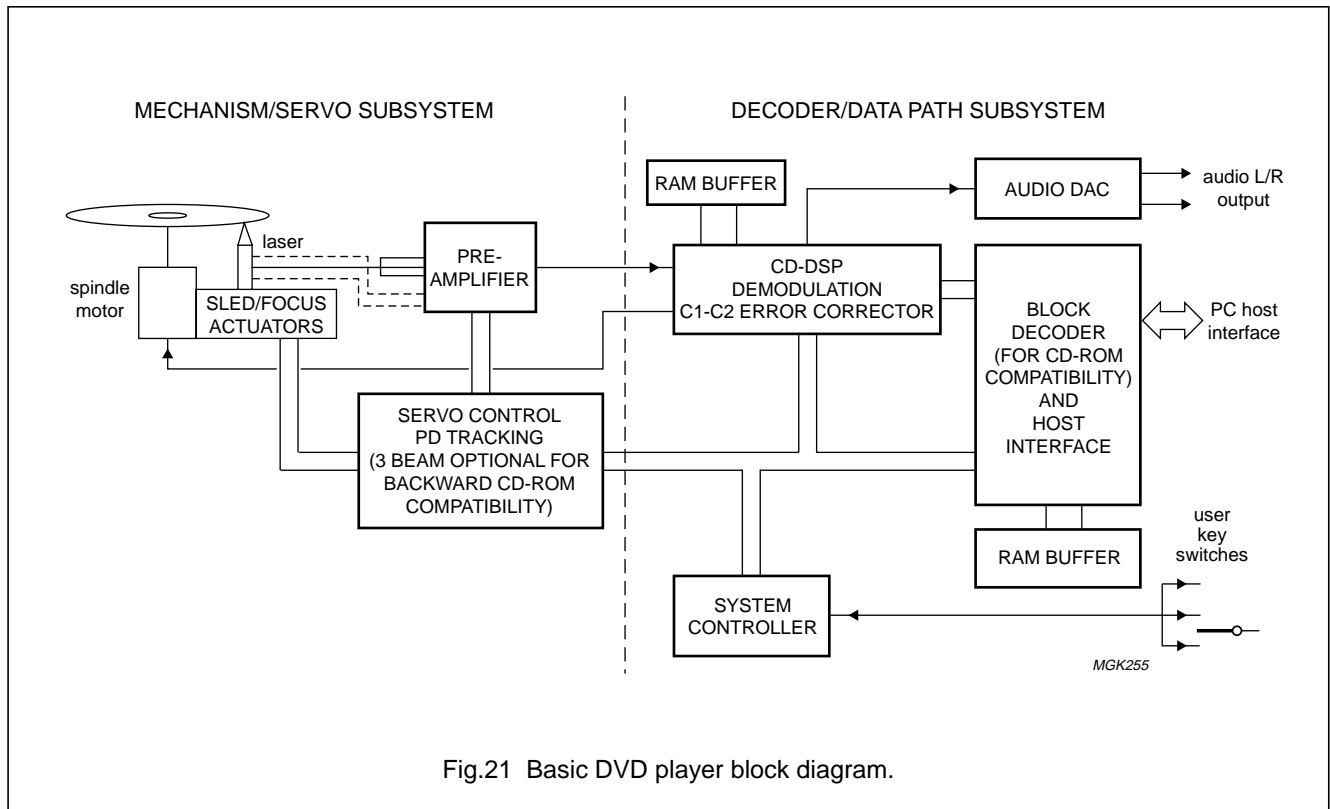 MECHANISM/SERVO SUBSYSTEM
DECODER/DATA PATH SUBSYSTEM
RAM BUFFER
AUDIO DAC
audio L/R
output
laser
PRE-
AMPLIFIER
CD-DSP
DEMODULATION
C1-C2 ERROR CORRECTOR
spindle
motor
SLED/FOCUS
ACTUATORS
BLOCK
DECODER
(FOR CD-ROM
COMPATIBILITY)
AND
HOST
INTERFACE
PC host
interface
SERVO CONTROL
PD TRACKING
(3 BEAM OPTIONAL FOR
BACKWARD CD-ROM
COMPATIBILITY)
RAM BUFFER
user
key
switches
SYSTEM
CONTROLLER
MGK255
Fig.21 Basic DVD player block diagram.